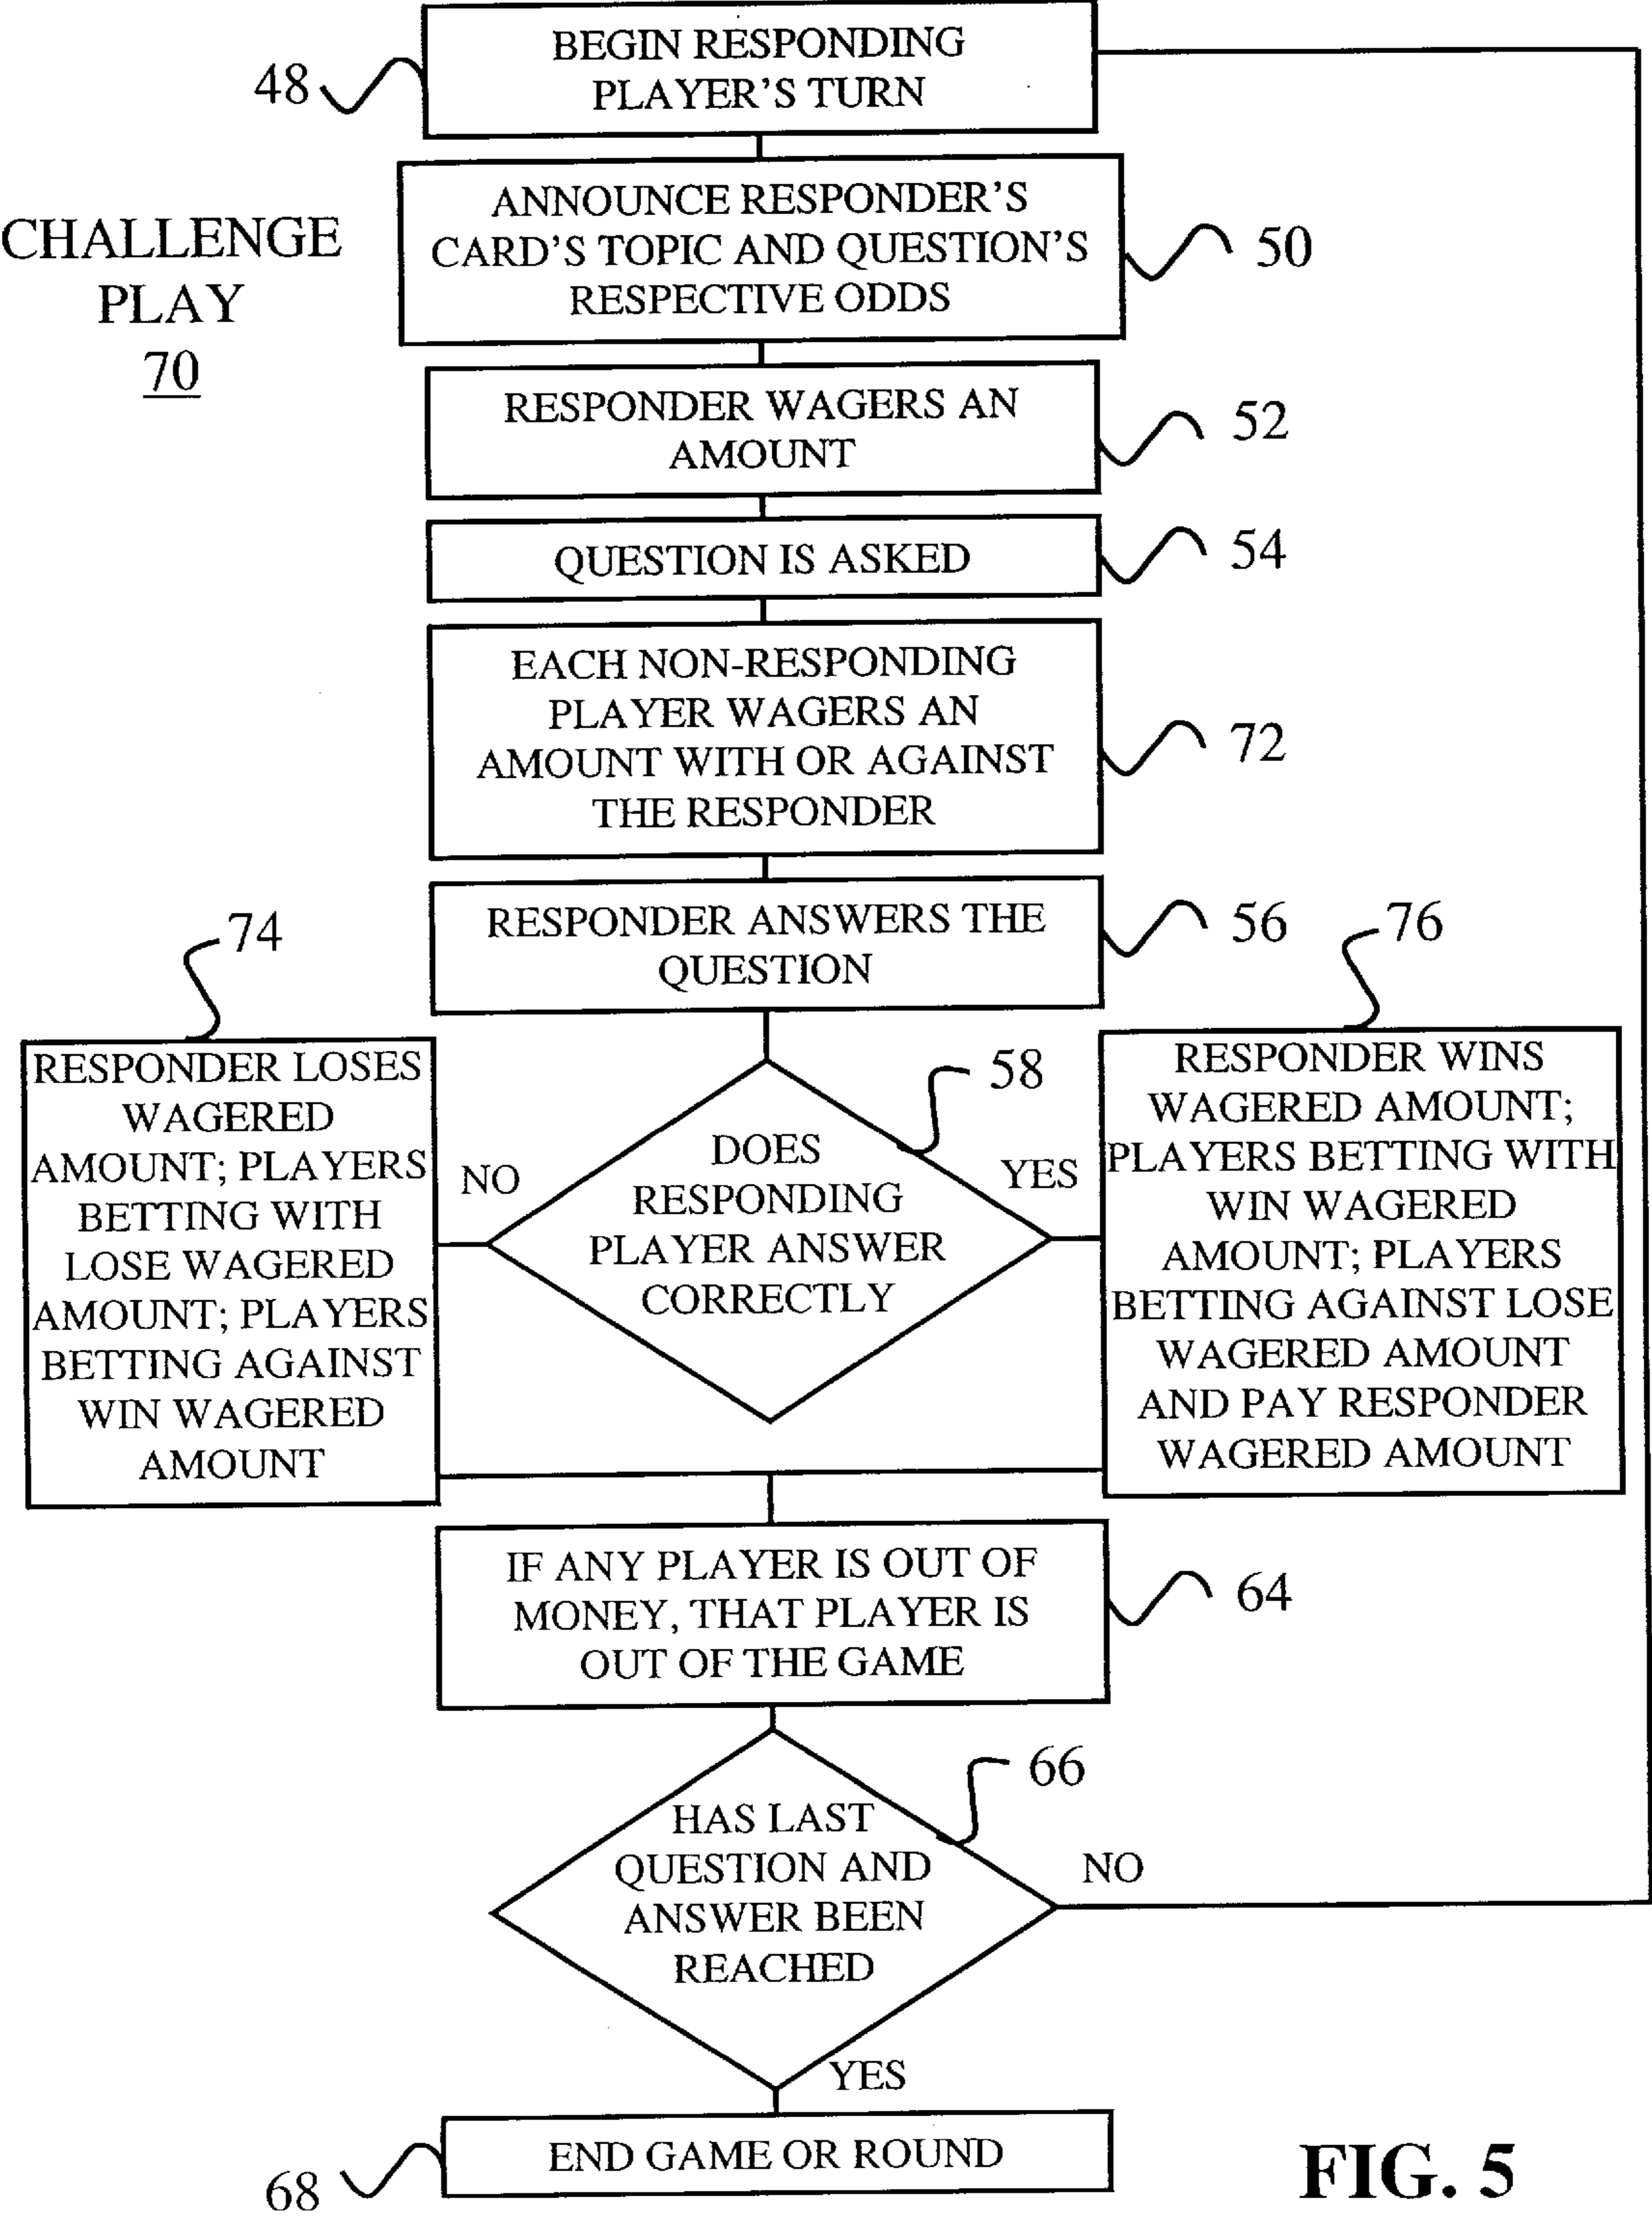 BEGIN RESPONDING
PLAYER'S TURN
48
ANNOUNCE RESPONDER'S
CARD'S TOPIC AND QUESTION'S
RESPECTIVE ODDS
50
CHALLENGE
PLAY
70
RESPONDER WAGERS AN
AMOUNT
52
QUESTION IS ASKED
54
EACH NON-RESPONDING
PLAYER WAGERS AN
AMOUNT WITH OR AGAINST
THE RESPONDER
72
RESPONDER ANSWERS THE
QUESTION
56
74
RESPONDER LOSES
WAGERED
AMOUNT; PLAYERS
BETTING WITH
LOSE WAGERED
AMOUNT; PLAYERS
BETTING AGAINST
WIN WAGERED
AMOUNT
NO
58
DOES
RESPONDING
PLAYER ANSWER
CORRECTLY
YES
76
RESPONDER WINS
WAGERED AMOUNT;
PLAYERS BETTING WITH
WIN WAGERED
AMOUNT; PLAYERS
BETTING AGAINST LOSE
WAGERED AMOUNT
AND PAY RESPONDER
WAGERED AMOUNT
IF ANY PLAYER IS OUT OF
MONEY, THAT PLAYER IS
OUT OF THE GAME
64
66
HAS LAST
QUESTION AND
ANSWER BEEN
REACHED
NO
YES
END GAME OR ROUND
68
FIG. 5